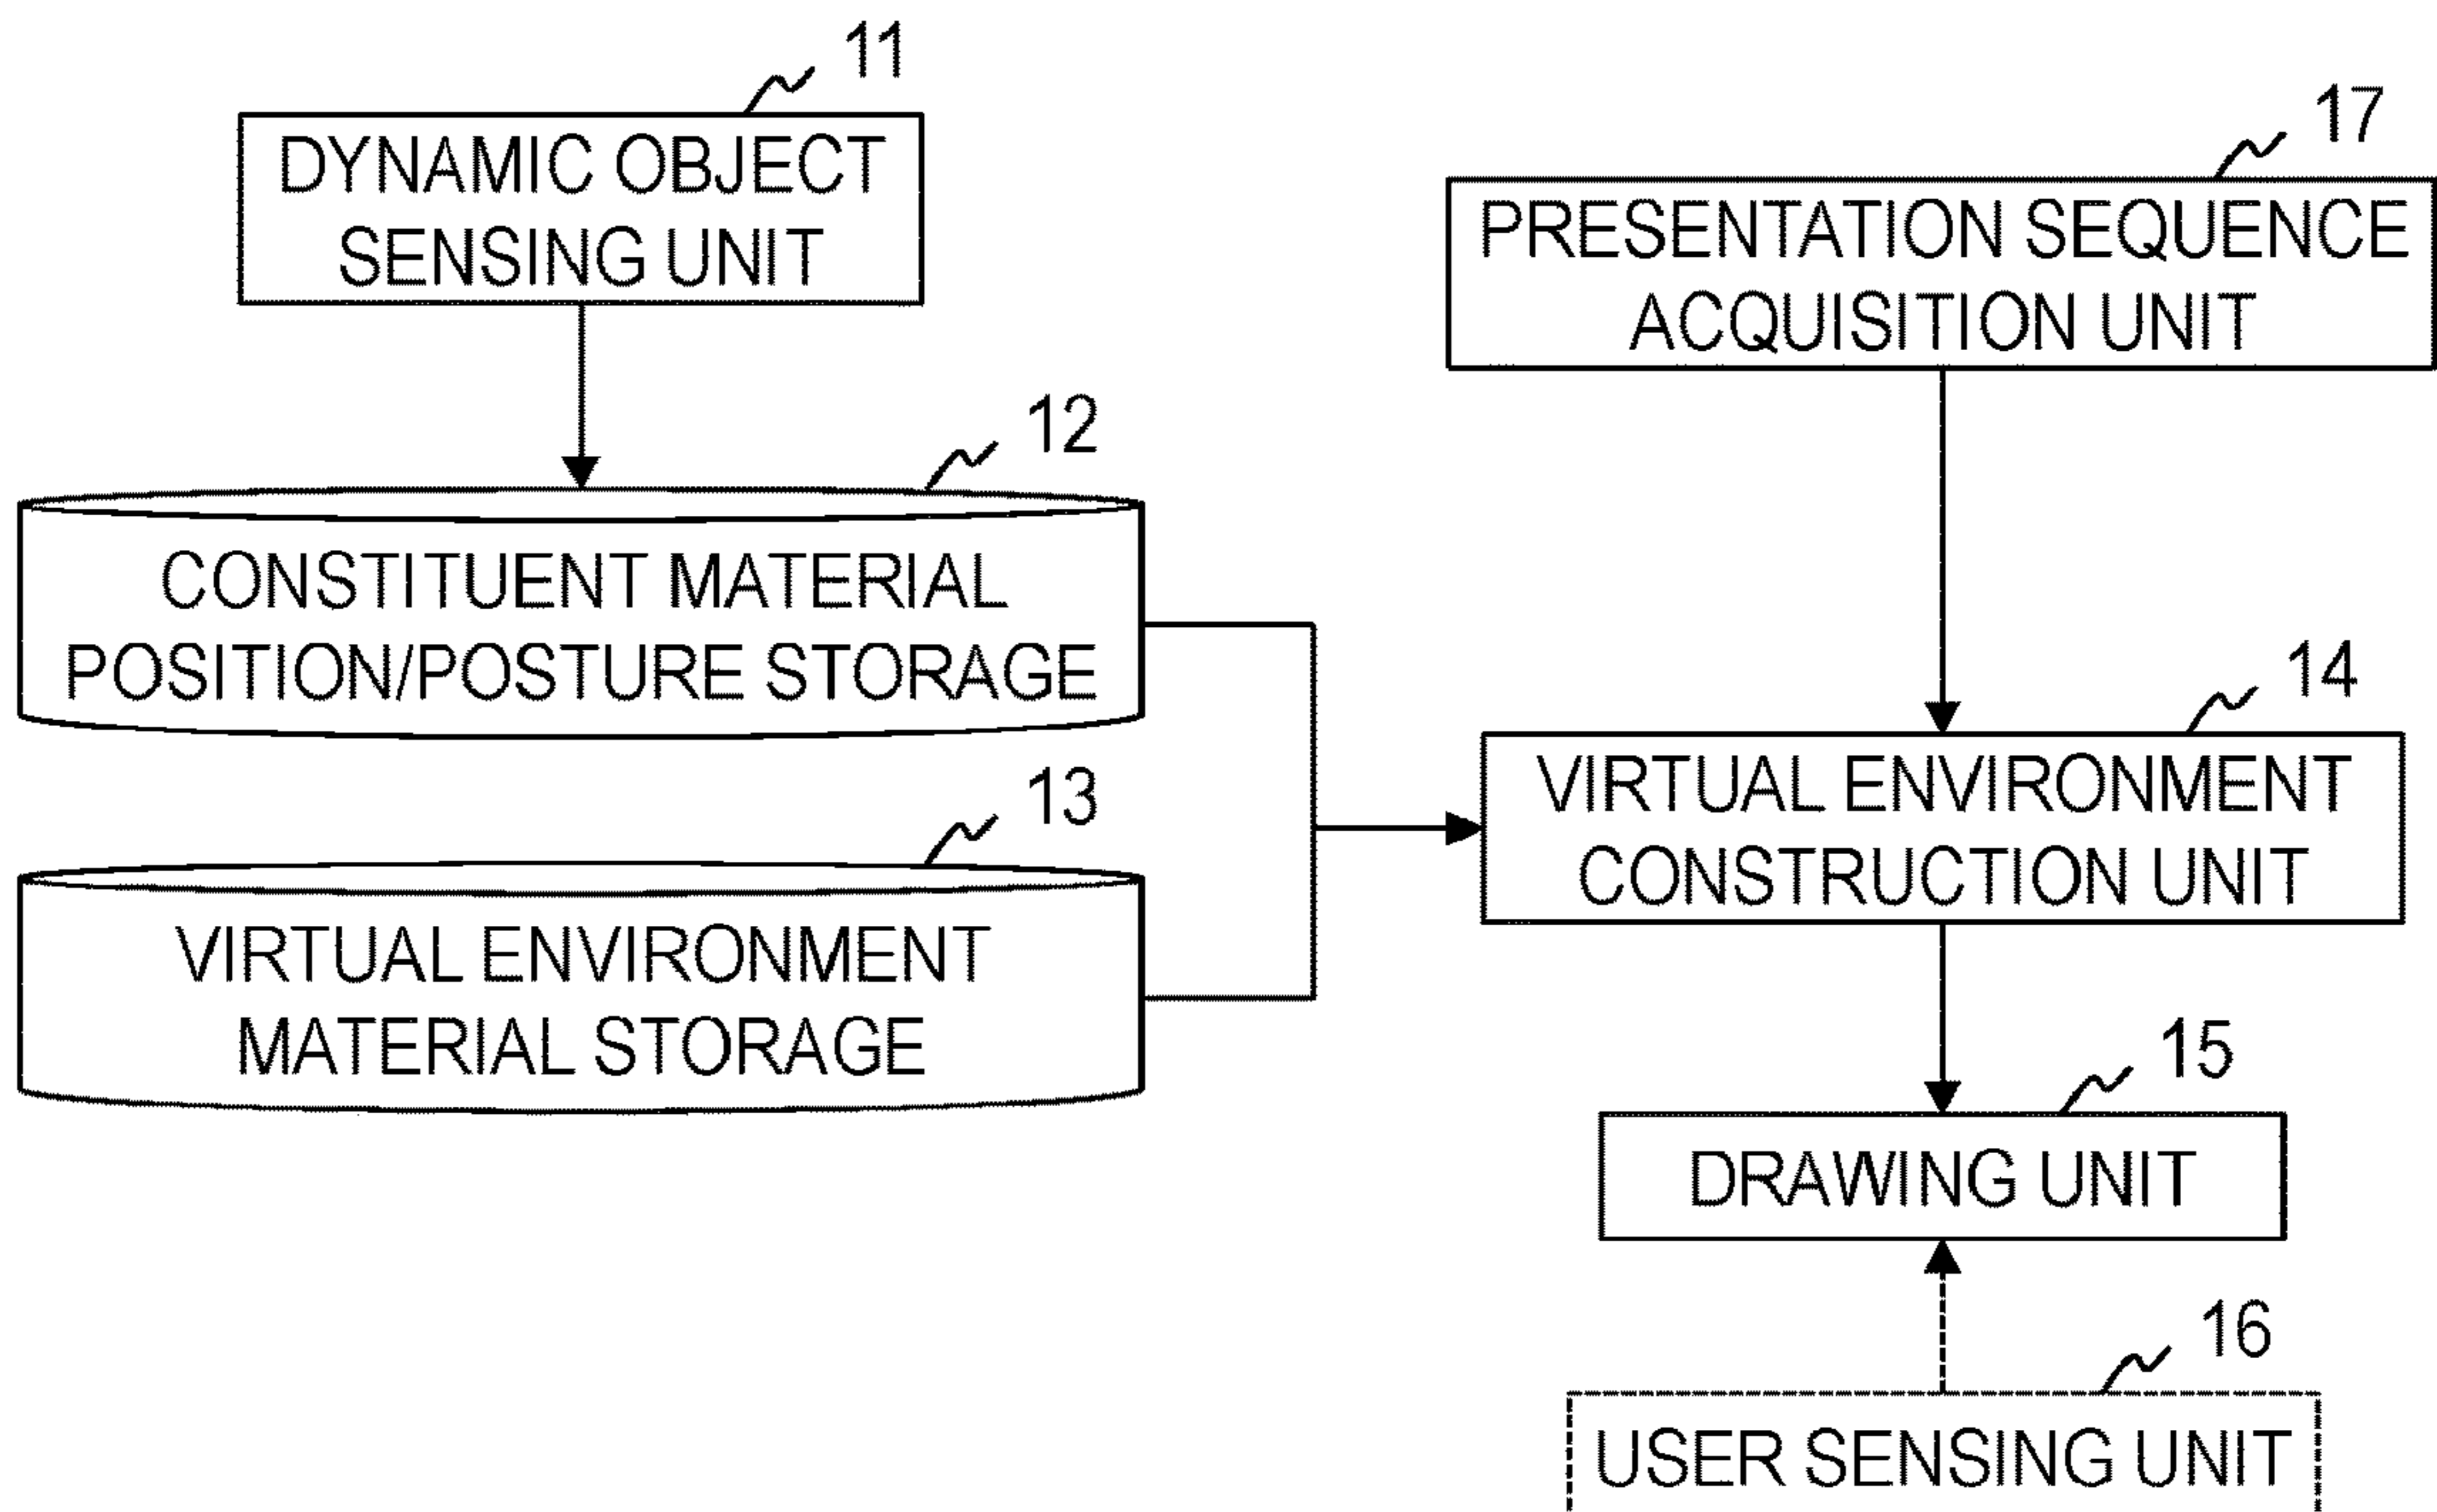 11
DYNAMIC OBJECT
SENSING UNIT
17
PRESENTATION SEQUENCE
ACQUISITION UNIT
12
CONSTITUENT MATERIAL
POSITION/POSTURE STORAGE
13
VIRTUAL ENVIRONMENT
MATERIAL STORAGE
14
VIRTUAL ENVIRONMENT
CONSTRUCTION UNIT
15
DRAWING UNIT
16
USER SENSING UNIT